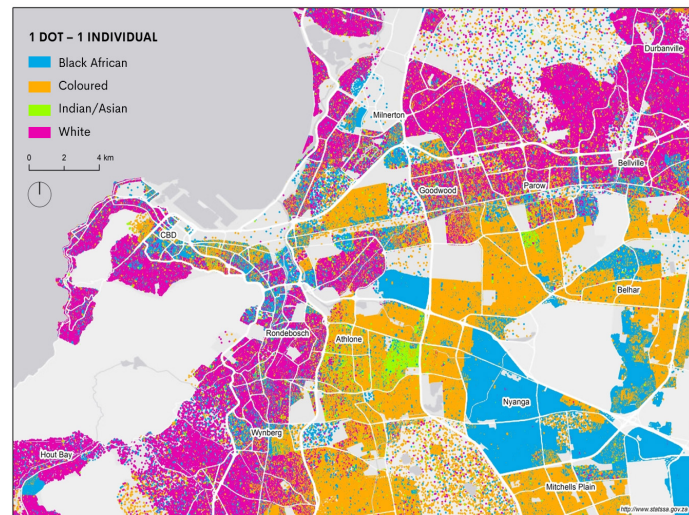 1 DOT – 1 INDIVIDUAL
Black African
Coloured
Indian/Asian
White
0 2 4 km
Durbanville
Milnerton
Bellville
Goodwood
Parow
CBD
Belhar
Rondebosch
Athlone
Nyanga
Wynberg
Hout Bay
Mitchells Plain
http://www.statssa.gov.za